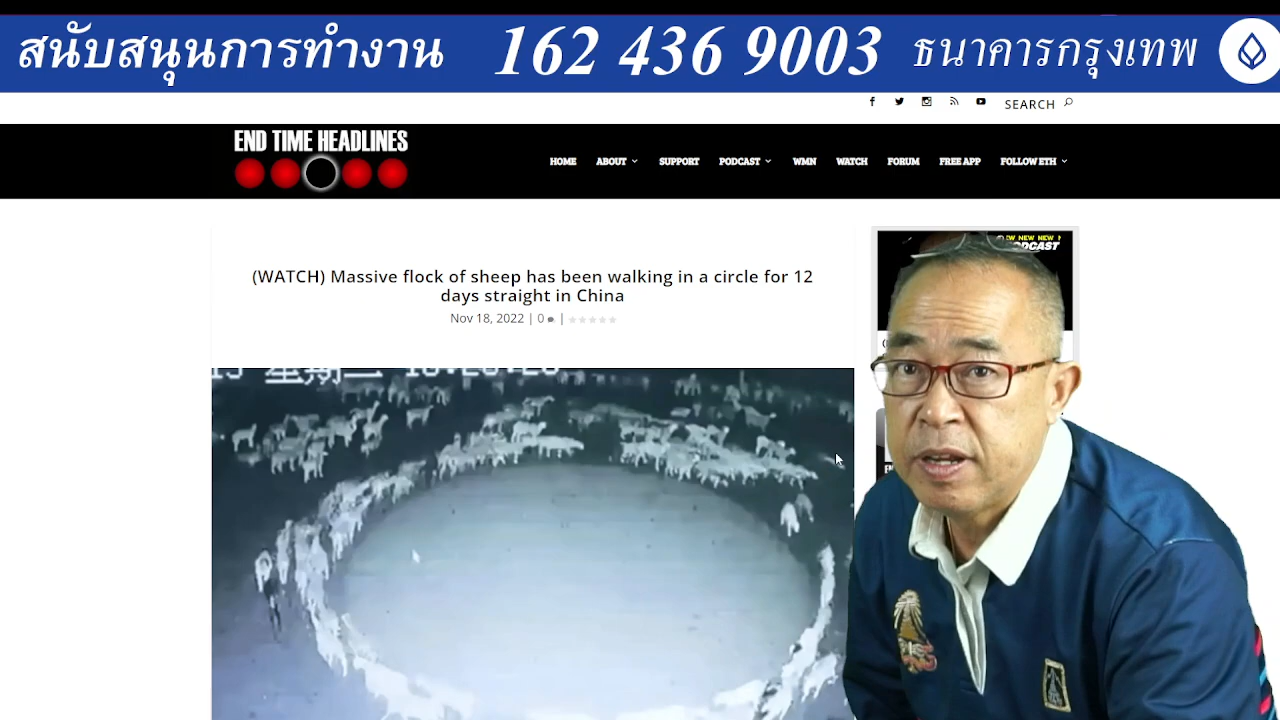 สนับสนุนการทำงาน 162 436 9003 ธนาคารกรุงเทพ
SEARCH
END TIME HEADLINES
HOME ABOUT SUPPORT PODCAST WMN WATCH FORUM FREE APP FOLLOW ETH
NEW NEW
PODCAST
(WATCH) Massive flock of sheep has been walking in a circle for 12
days straight in China
Nov 18, 2022 | 0 |